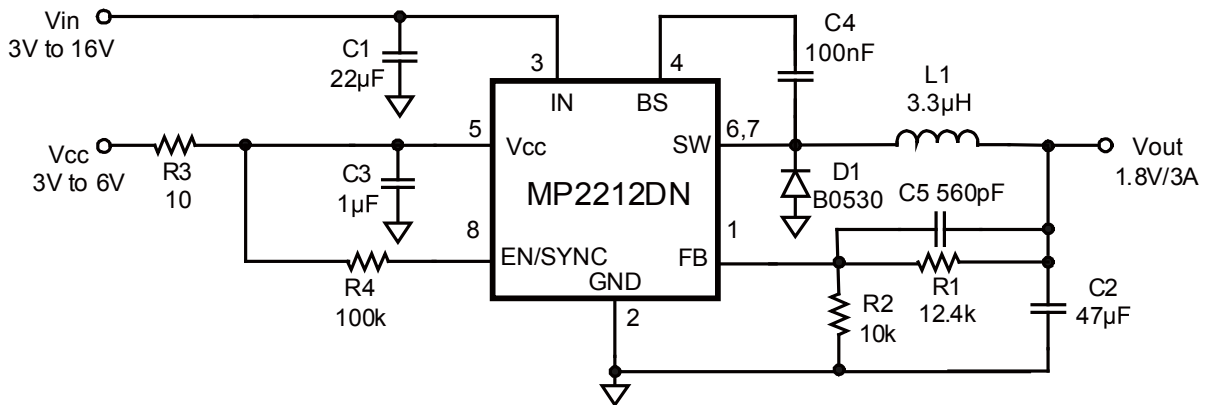 Vin
3V to 16V
C1
22µF
3
4
C4
100nF
L1
3.3µH
IN
BS
5
6,7
Vcc
3V to 6V
R3
10
C3
1µF
Vcc
SW
Vout
1.8V/3A
D1
B0530
MP2212DN
C5 560pF
8
1
EN/SYNC
FB
R4
100k
GND
2
R1
12.4k
R2
10k
C2
47µF